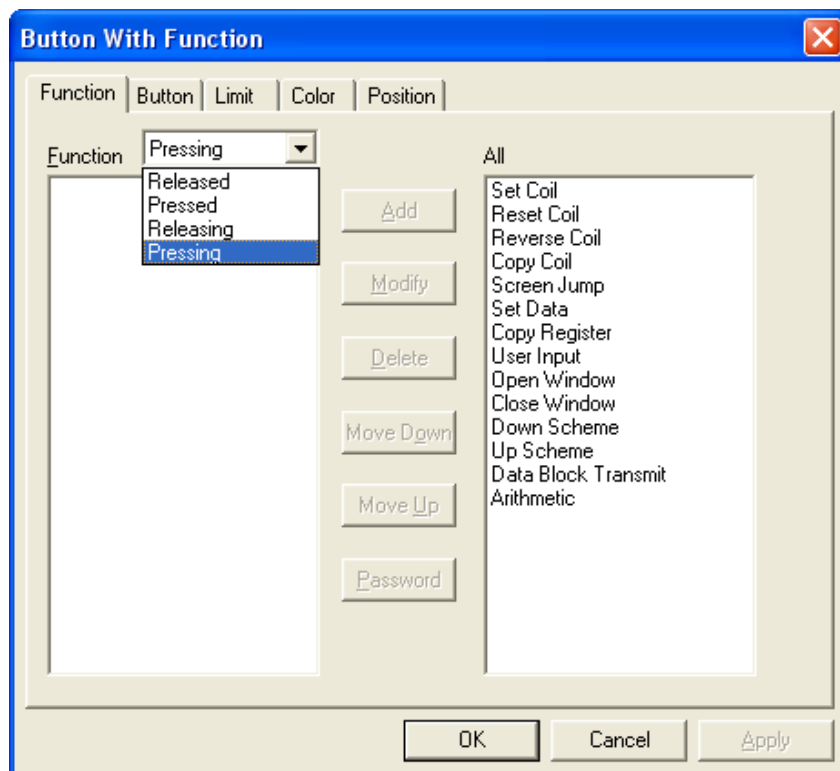 Button With Function
Function Button Limit Color Position
Function Pressing All
Released
Pressed
Releasing
Pressing
Add
Modify
Delete
Move Down
Move Up
Password
Set Coil
Reset Coil
Reverse Coil
Copy Coil
Screen Jump
Set Data
Copy Register
User Input
Open Window
Close Window
Down Scheme
Up Scheme
Data Block Transmit
Arithmetic
OK Cancel Apply